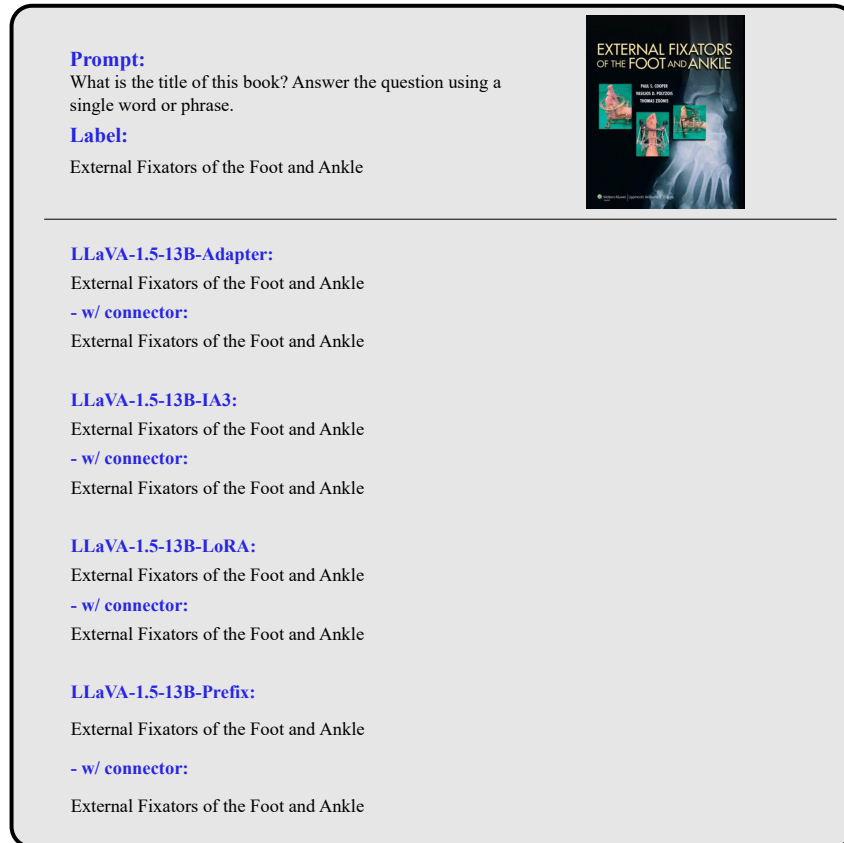 Prompt:
What is the title of this book? Answer the question using a
single word or phrase.
Label:
External Fixators of the Foot and Ankle
EXTERNAL FIXATORS
OF THE FOOT AND ANKLE
PAUL S. COOPER
VASILIOS D. POLYZOIS
THOMAS ZGONIS
Wolters Kluwer
LLaVA-1.5-13B-Adapter:
External Fixators of the Foot and Ankle
- w/ connector:
External Fixators of the Foot and Ankle
LLaVA-1.5-13B-IA3:
External Fixators of the Foot and Ankle
- w/ connector:
External Fixators of the Foot and Ankle
LLaVA-1.5-13B-LoRA:
External Fixators of the Foot and Ankle
- w/ connector:
External Fixators of the Foot and Ankle
LLaVA-1.5-13B-Prefix:
External Fixators of the Foot and Ankle
- w/ connector:
External Fixators of the Foot and Ankle